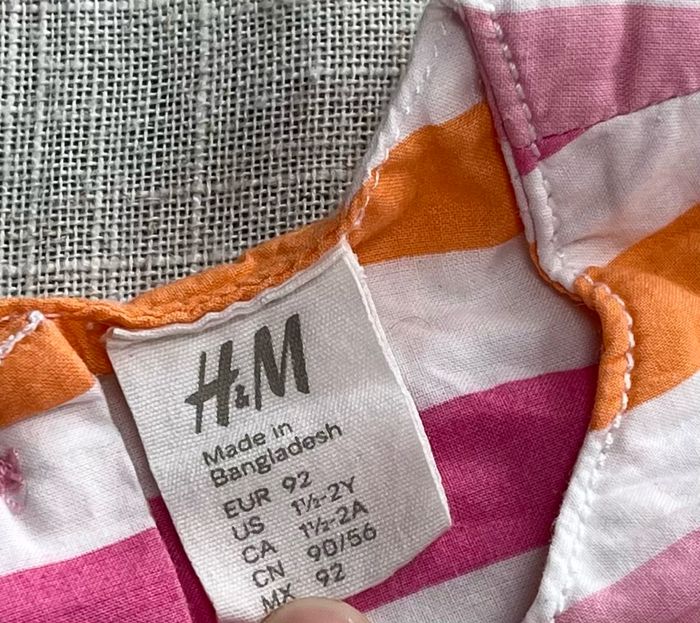 H&M
Made in
Bangladesh
EUR 92
US 1½-2Y
CA 1½-2A
CN 90/56
MX 92